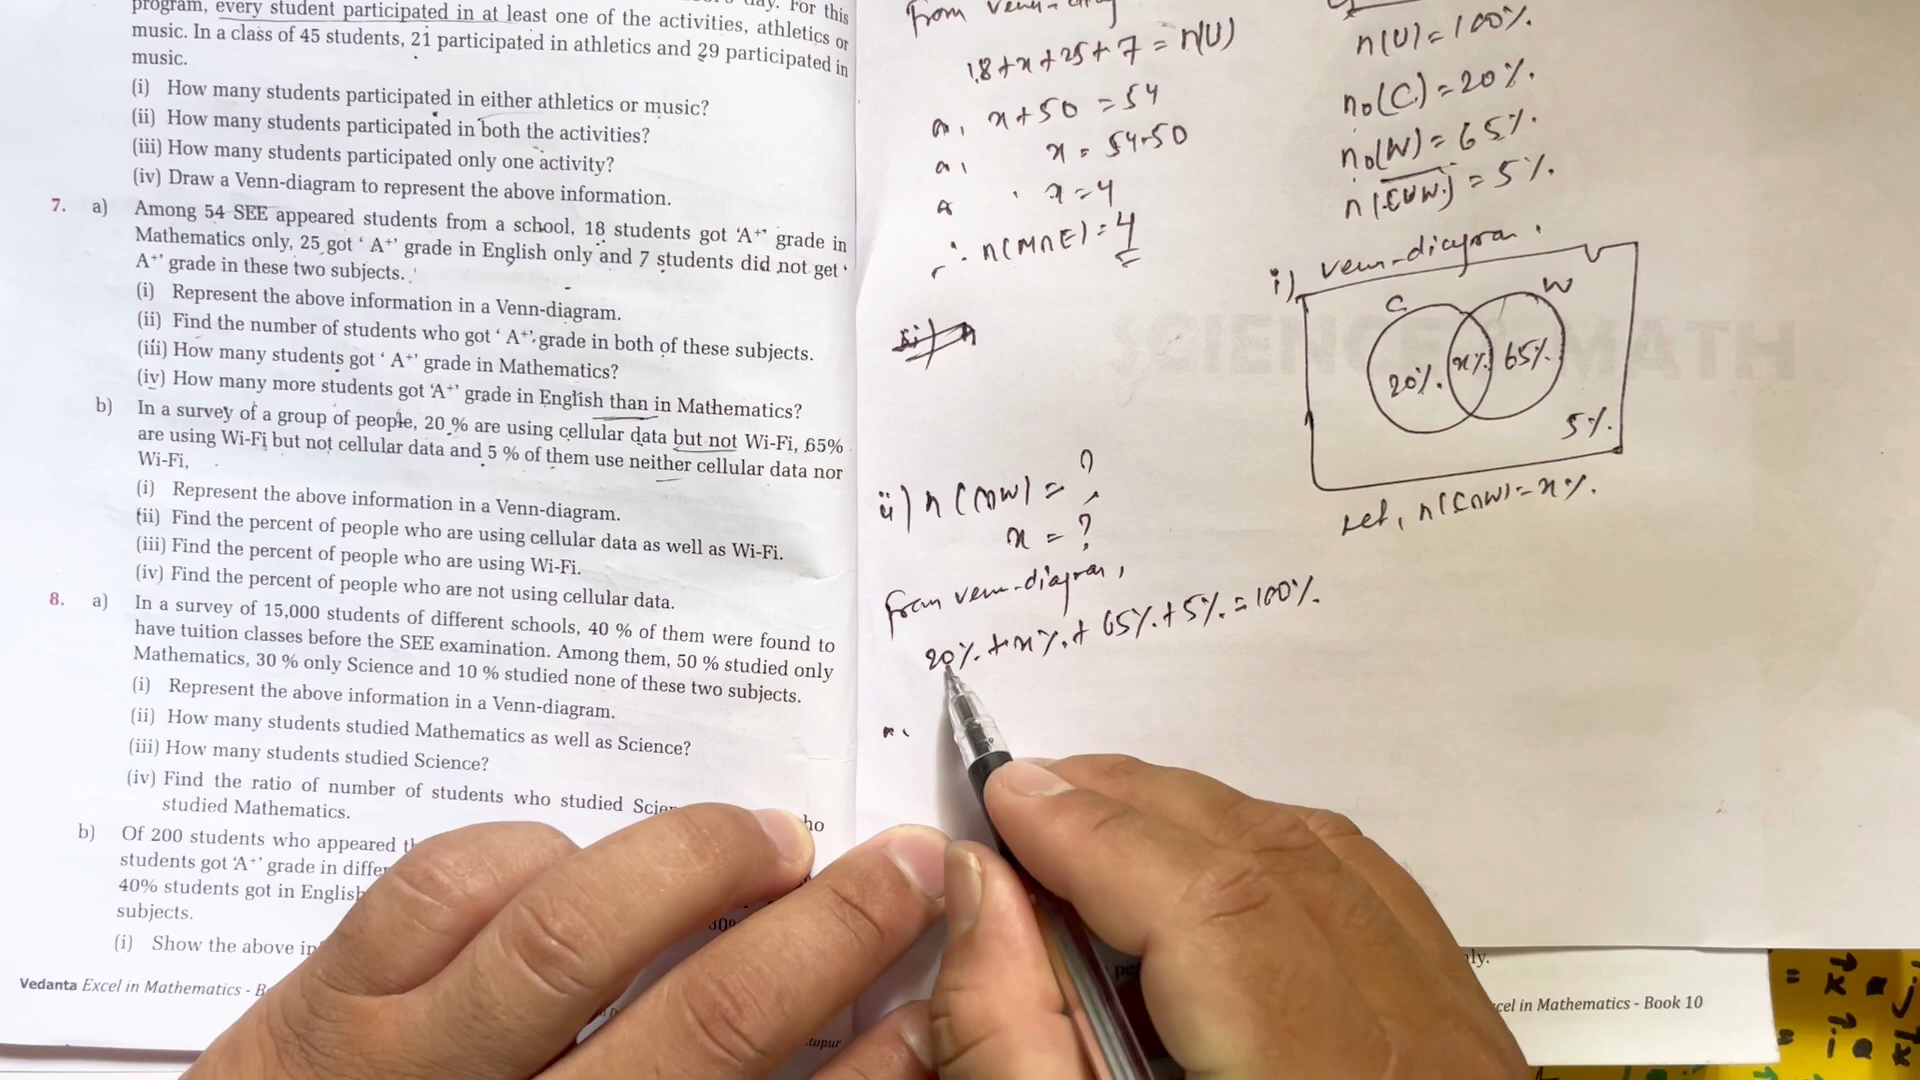 day. For this
program, every student participated in at least one of the activities, athletics or
music. In a class of 45 students, 21 participated in athletics and 29 participated in
music.
(i) How many students participated in either athletics or music?
(ii) How many students participated in both the activities?
(iii) How many students participated only one activity?
(iv) Draw a Venn-diagram to represent the above information.
7. a) Among 54 SEE appeared students from a school, 18 students got 'A+' grade in
Mathematics only, 25 got 'A+' grade in English only and 7 students did not get
A+' grade in these two subjects.
(i) Represent the above information in a Venn-diagram.
(ii) Find the number of students who got 'A+' grade in both of these subjects.
(iii) How many students got 'A+' grade in Mathematics?
(iv) How many more students got 'A+' grade in English than in Mathematics?
b) In a survey of a group of people, 20 % are using cellular data but not Wi-Fi, 65%
are using Wi-Fi but not cellular data and 5 % of them use neither cellular data nor
Wi-Fi,
(i) Represent the above information in a Venn-diagram.
(ii) Find the percent of people who are using cellular data as well as Wi-Fi.
(iii) Find the percent of people who are using Wi-Fi.
(iv) Find the percent of people who are not using cellular data.
8. a) In a survey of 15,000 students of different schools, 40 % of them were found to
have tuition classes before the SEE examination. Among them, 50 % studied only
Mathematics, 30 % only Science and 10 % studied none of these two subjects.
(i) Represent the above information in a Venn-diagram.
(ii) How many students studied Mathematics as well as Science?
(iii) How many students studied Science?
(iv) Find the ratio of number of students who studied Scie
ho
studied Mathematics.
b) Of 200 students who appeared t
students got 'A+' grade in diffe
40% students got in English
subjects.
(i) Show the above in
Vedanta Excel in Mathematics - B
from venn-
18+x+25+7 = n(U)
x+50 = 54
x = 54-50
x = 4
∴ n(M∩E) = 4
ii) n(C∩W) = ?
x = ?
from venn-diagram,
20% + x% + 65% + 5% = 100%
n(U) = 100%
no(C) = 20%
no(W) = 65%
n(C∪W) = 5%
i) venn-diagram.
C W
20% x% 65%
5%
Let, n(C∩W) = x%
SCIENCE MATH
nly.
cel in Mathematics - Book 10